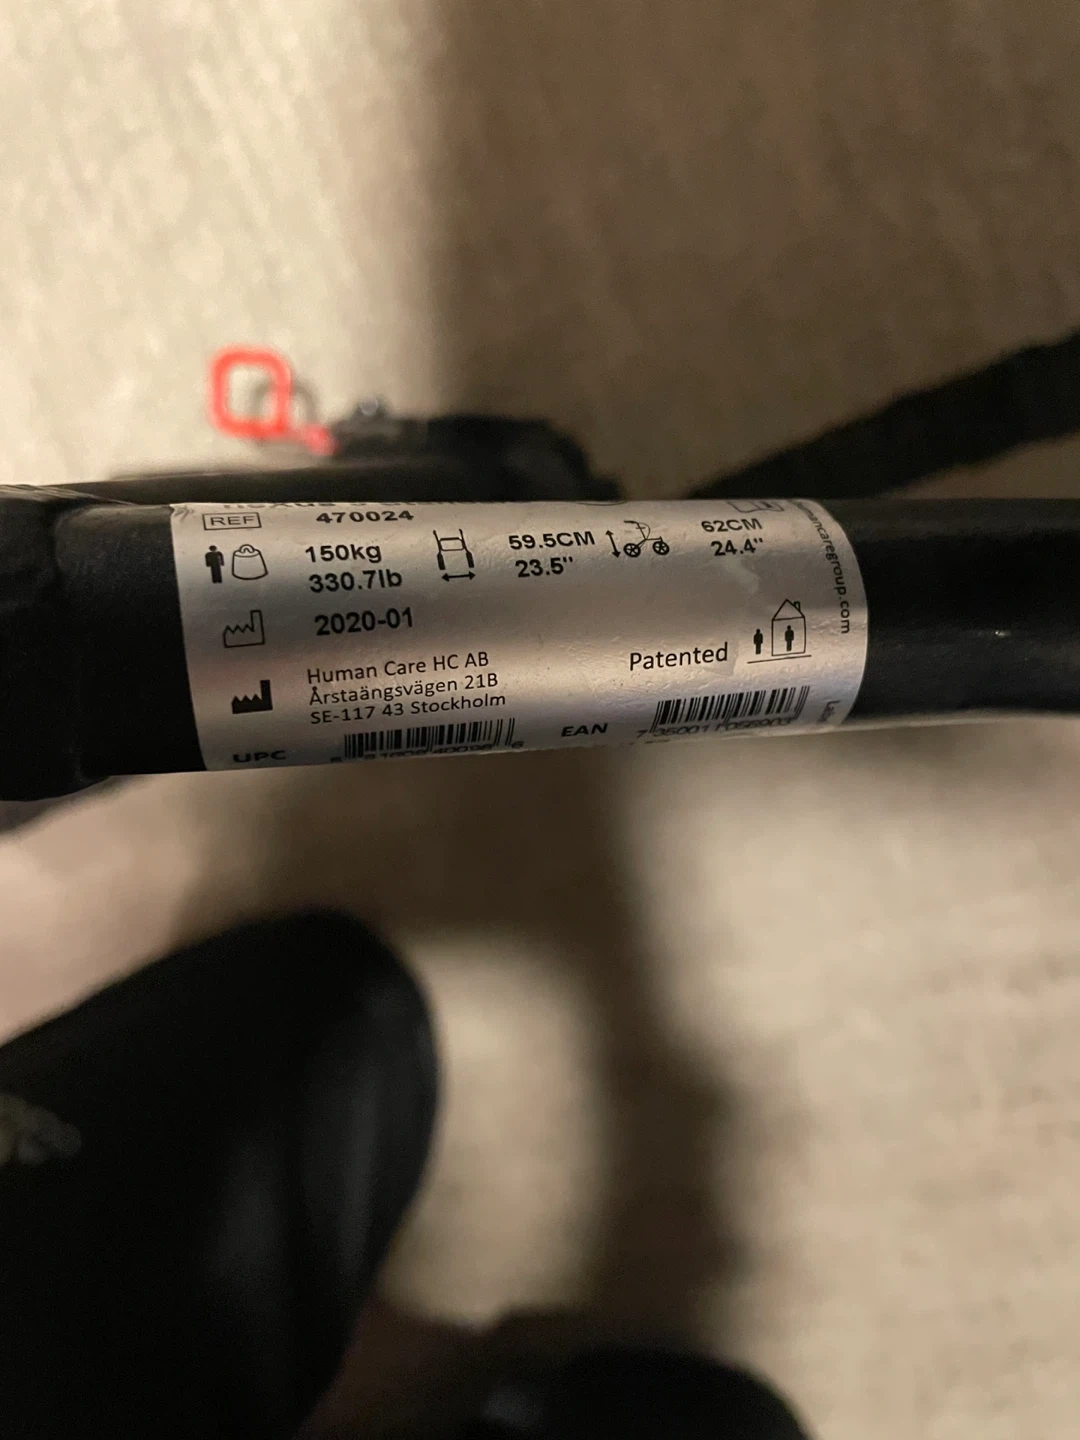 REF 470024
150kg
330.7lb
59.5CM
23.5"
62CM
24.4"
2020-01
Human Care HC AB
Årstaängsvägen 21B
SE-117 43 Stockholm
Patented
UPC
EAN